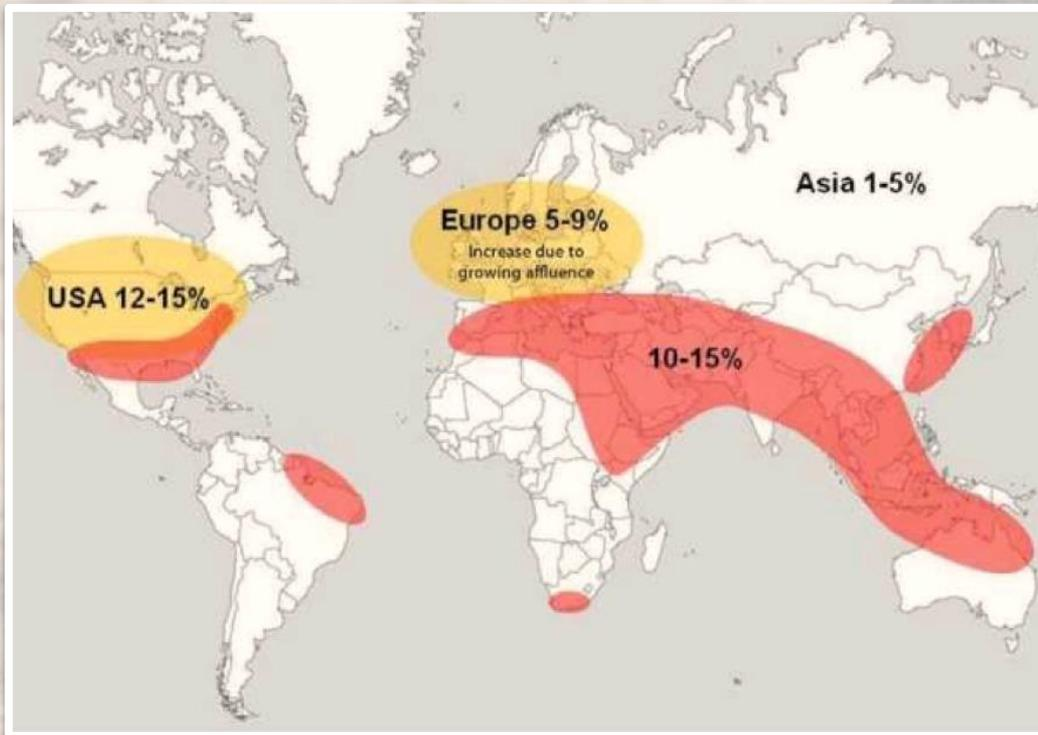 Asia 1-5%
Europe 5-9%
Increase due to
growing affluence
USA 12-15%
10-15%